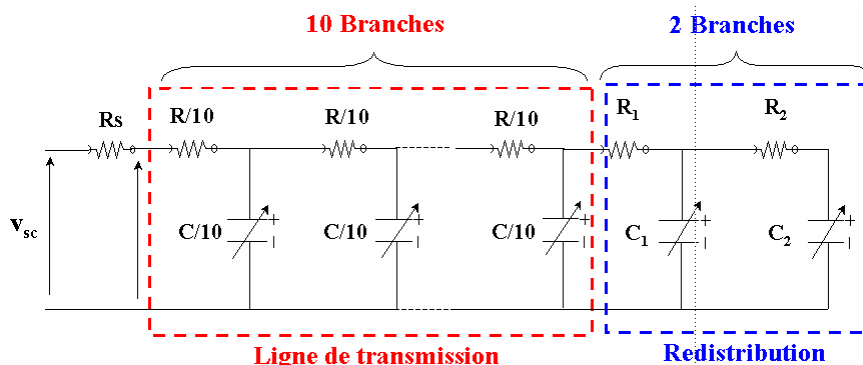 10 Branches
2 Branches
Rs
R/10
R/10
R/10
R1
R2
vsc
C/10
C/10
C/10
C1
C2
+
+
+
+
+
Ligne de transmission
Redistribution